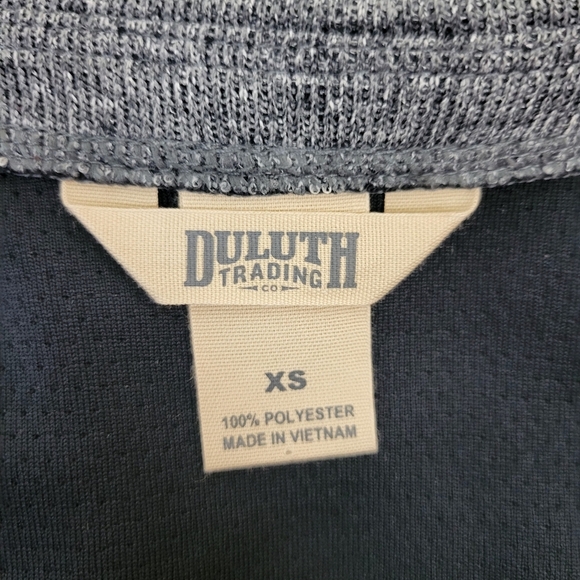 DULUTH
TRADING
CO
XS
100% POLYESTER
MADE IN VIETNAM